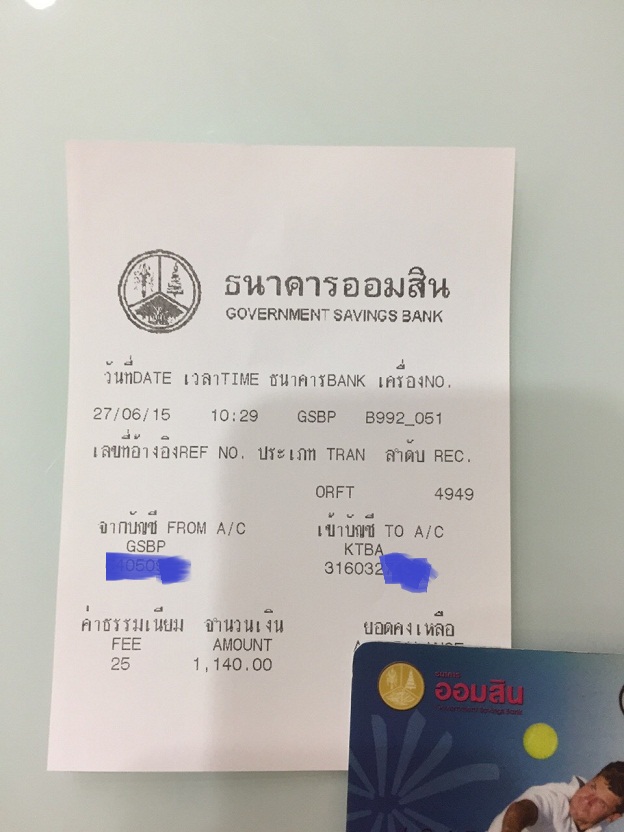 ธนาคารออมสิน
GOVERNMENT SAVINGS BANK
วันที่DATE เวลาTIME ธนาคารBANK เครื่องNO.
27/06/15 10:29 GSBP B992_051
เลขที่อ้างอิงREF NO. ประเภท TRAN ลำดับ REC.
ORFT 4949
จากบัญชี FROM A/C เข้าบัญชี TO A/C
GSBP KTBA
316032
ค่าธรรมเนียม จำนวนเงิน ยอดคงเหลือ
FEE AMOUNT
25 1,140.00
ธนาคาร
ออมสิน